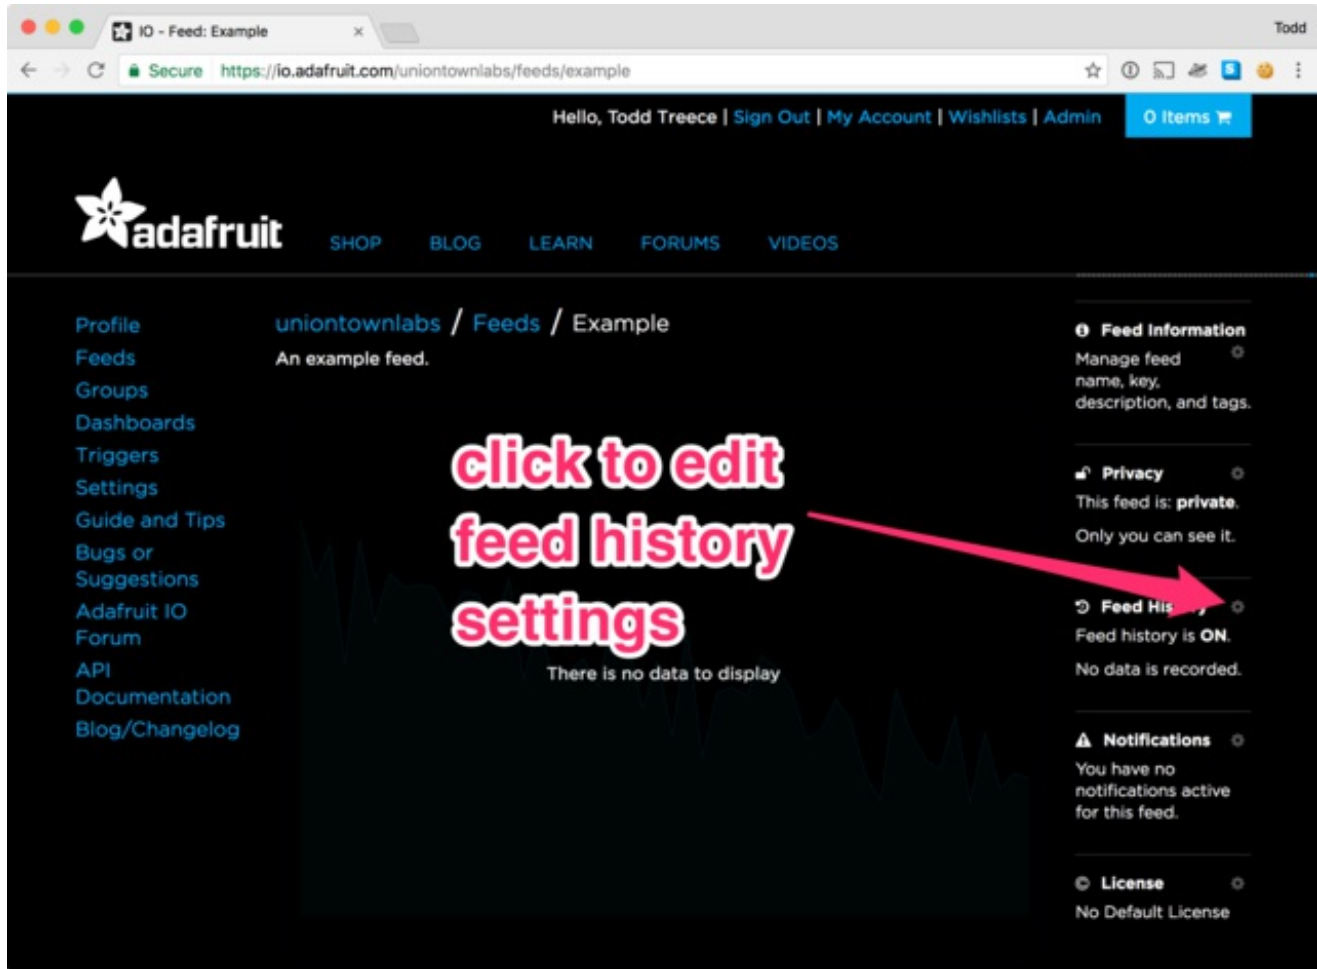 IO - Feed: Example
Todd
Secure https://io.adafruit.com/uniontownlabs/feeds/example
Hello, Todd Treece | Sign Out | My Account | Wishlists | Admin
0 Items
adafruit
SHOP BLOG LEARN FORUMS VIDEOS
Profile
Feeds
Groups
Dashboards
Triggers
Settings
Guide and Tips
Bugs or
Suggestions
Adafruit IO
Forum
API
Documentation
Blog/Changelog
uniontownlabs / Feeds / Example
An example feed.
click to edit
feed history
settings
There is no data to display
Feed Information
Manage feed
name, key,
description, and tags.
Privacy
This feed is: private.
Only you can see it.
Feed History
Feed history is ON.
No data is recorded.
Notifications
You have no
notifications active
for this feed.
License
No Default License